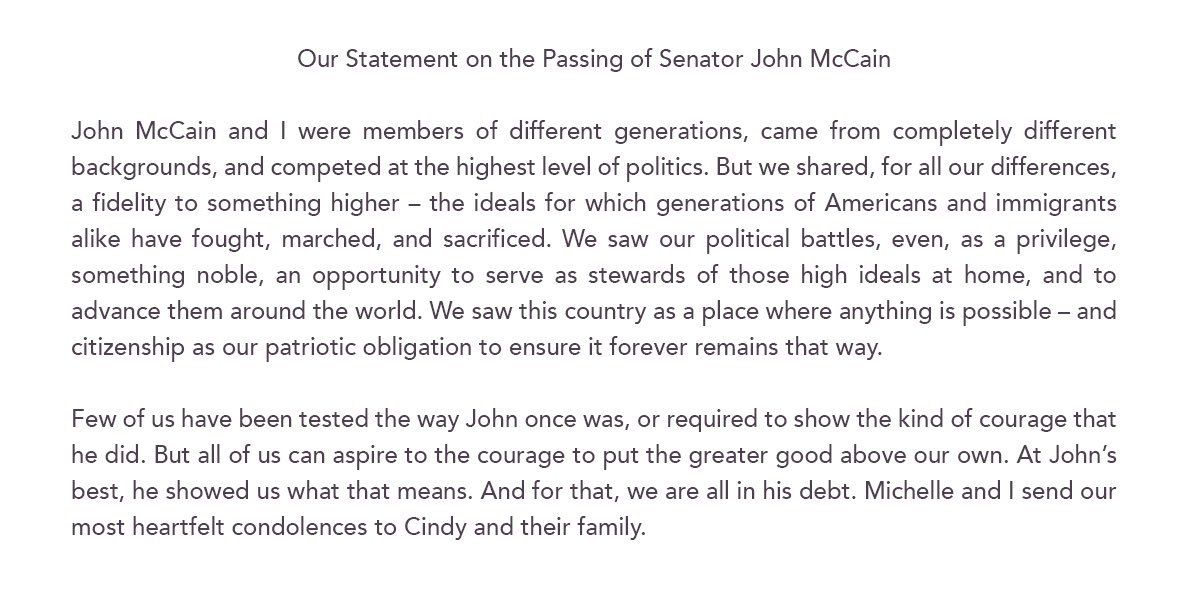 Our Statement on the Passing of Senator John McCain
John McCain and I were members of different generations, came from completely different
backgrounds, and competed at the highest level of politics. But we shared, for all our differences,
a fidelity to something higher – the ideals for which generations of Americans and immigrants
alike have fought, marched, and sacrificed. We saw our political battles, even, as a privilege,
something noble, an opportunity to serve as stewards of those high ideals at home, and to
advance them around the world. We saw this country as a place where anything is possible – and
citizenship as our patriotic obligation to ensure it forever remains that way.
Few of us have been tested the way John once was, or required to show the kind of courage that
he did. But all of us can aspire to the courage to put the greater good above our own. At John’s
best, he showed us what that means. And for that, we are all in his debt. Michelle and I send our
most heartfelt condolences to Cindy and their family.